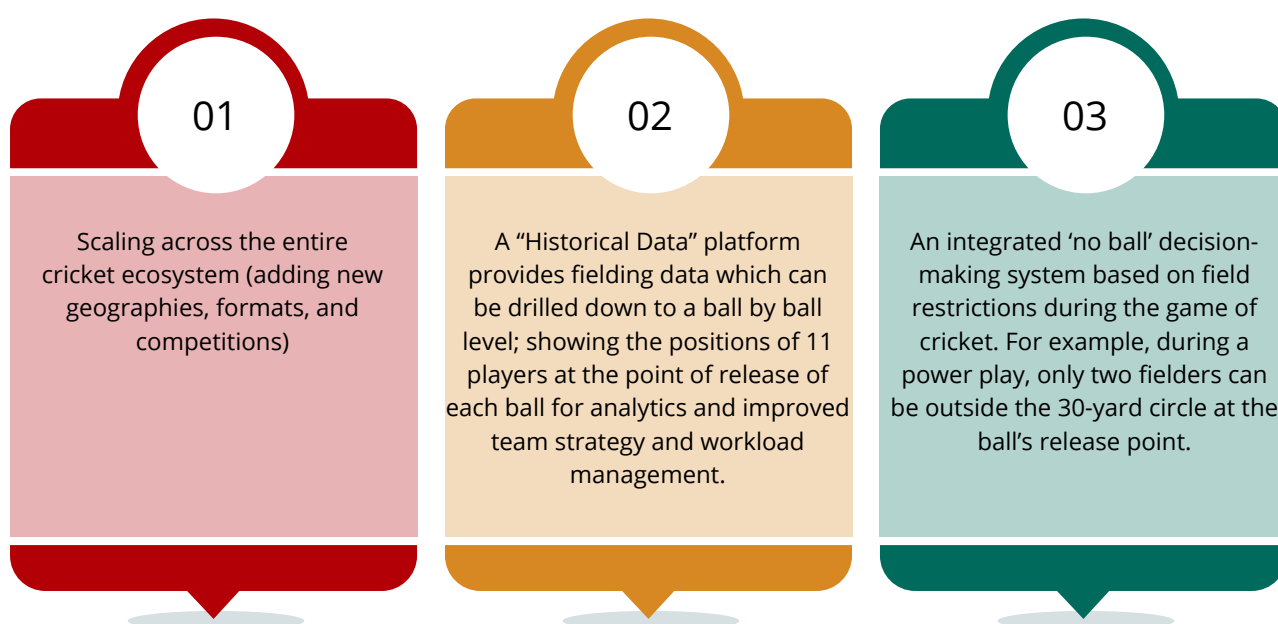 01
Scaling across the entire
cricket ecosystem (adding new
geographies, formats, and
competitions)
02
A “Historical Data” platform
provides fielding data which can
be drilled down to a ball by ball
level; showing the positions of 11
players at the point of release of
each ball for analytics and improved
team strategy and workload
management.
03
An integrated ‘no ball’ decision-
making system based on field
restrictions during the game of
cricket. For example, during a
power play, only two fielders can
be outside the 30-yard circle at the
ball’s release point.